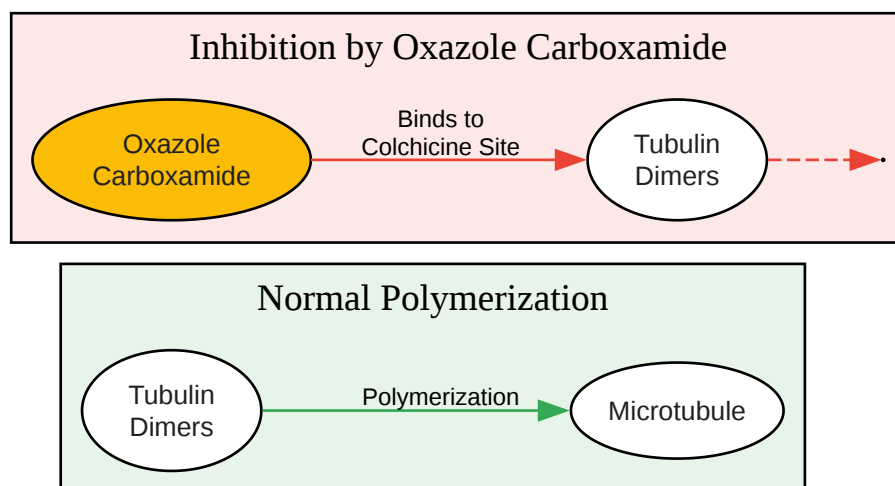 Inhibition by Oxazole Carboxamide
Oxazole
Carboxamide
Binds to
Colchicine Site
Tubulin
Dimers
Normal Polymerization
Tubulin
Dimers
Polymerization
Microtubule